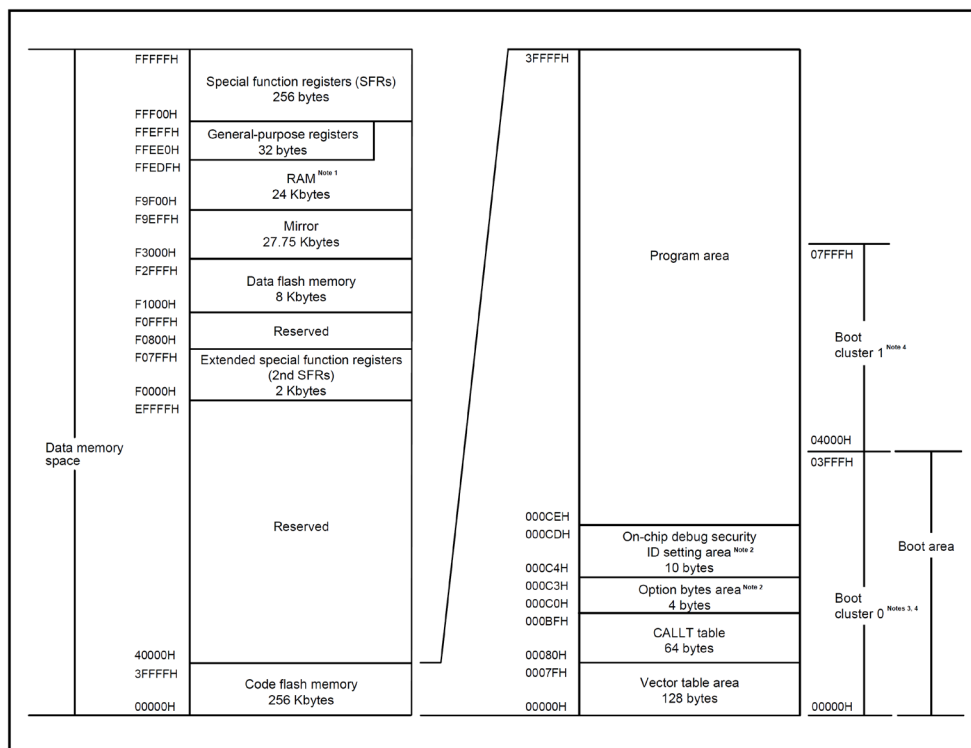 FFFFFH
Special function registers (SFRs)
256 bytes
FFF00H
FFEFFH
General-purpose registers
32 bytes
FFEE0H
FFEDFH
RAM Note 1
24 Kbytes
F9F00H
F9EFFH
Mirror
27.75 Kbytes
F3000H
F2FFFH
Data flash memory
8 Kbytes
F1000H
F0FFFH
Reserved
F0800H
F07FFH
Extended special function registers
(2nd SFRs)
2 Kbytes
F0000H
EFFFFH
Data memory
space
Reserved
40000H
3FFFFH
Code flash memory
256 Kbytes
00000H
3FFFFH
Program area
000CEH
000CDH
On-chip debug security
ID setting area Note 2
10 bytes
000C4H
000C3H
Option bytes area Note 2
4 bytes
000C0H
000BFH
CALLT table
64 bytes
00080H
0007FH
Vector table area
128 bytes
00000H
07FFFH
Boot
cluster 1 Note 4
04000H
03FFFH
Boot area
Boot
cluster 0 Notes 3, 4
00000H